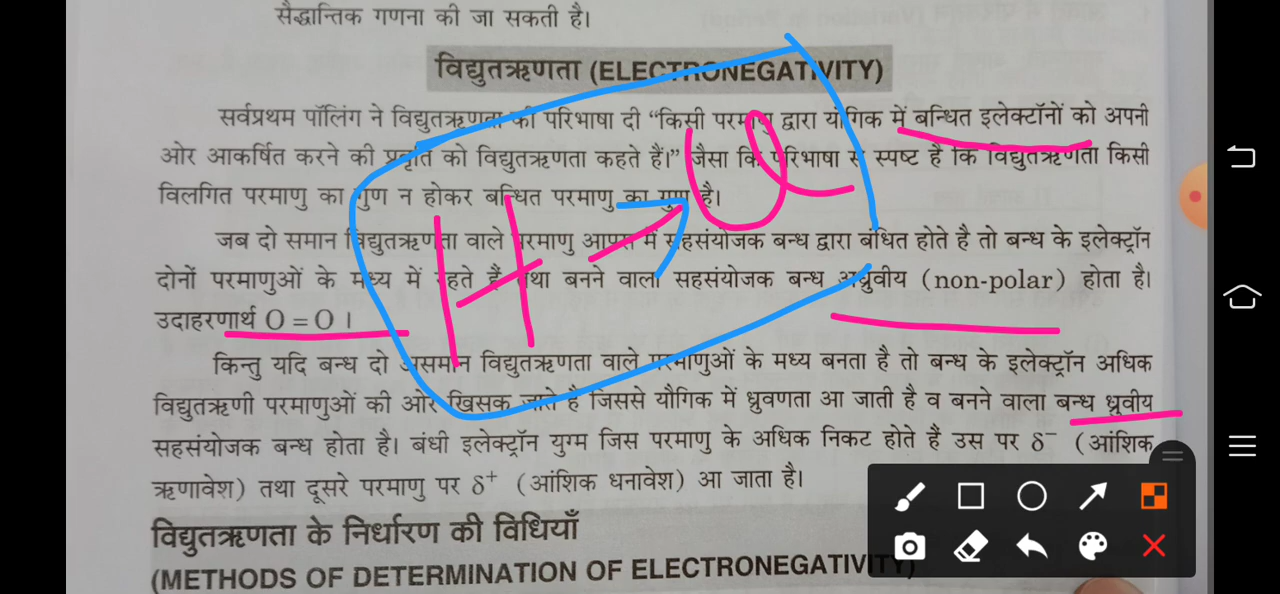 सैद्धान्तिक गणना की जा सकती है।
विद्युतऋणता (ELECTRONEGATIVITY)
सर्वप्रथम पॉलिंग ने विद्युतऋणता की परिभाषा दी “किसी परमाणु द्वारा यौगिक में बन्धित इलेक्टॉनों को अपनी
ओर आकर्षित करने की प्रवृति को विद्युतऋणता कहते हैं।” जैसा कि परिभाषा से स्पष्ट है कि विद्युतऋणता किसी
विलगित परमाणु का गुण न होकर बन्धित परमाणु का गुण है।
जब दो समान विद्युतऋणता वाले परमाणु आपस में सहसंयोजक बन्ध द्वारा बंधित होते है तो बन्ध के इलेक्ट्रॉन
दोनों परमाणुओं के मध्य में रहते हैं तथा बनने वाला सहसंयोजक बन्ध अध्रुवीय (non-polar) होता है।
उदाहरणार्थ O = O ।
H → Cl
किन्तु यदि बन्ध दो असमान विद्युतऋणता वाले परमाणुओं के मध्य बनता है तो बन्ध के इलेक्ट्रॉन अधिक
विद्युतऋणी परमाणुओं की ओर खिसक जाते है जिससे यौगिक में ध्रुवणता आ जाती है व बनने वाला बन्ध ध्रुवीय
सहसंयोजक बन्ध होता है। बंधी इलेक्ट्रॉन युग्म जिस परमाणु के अधिक निकट होते है उस पर δ⁻ (आंशिक
ऋणावेश) तथा दूसरे परमाणु पर δ⁺ (आंशिक धनावेश) आ जाता है।
विद्युतऋणता के निर्धारण की विधियाँ
(METHODS OF DETERMINATION OF ELECTRONEGATIVITY)